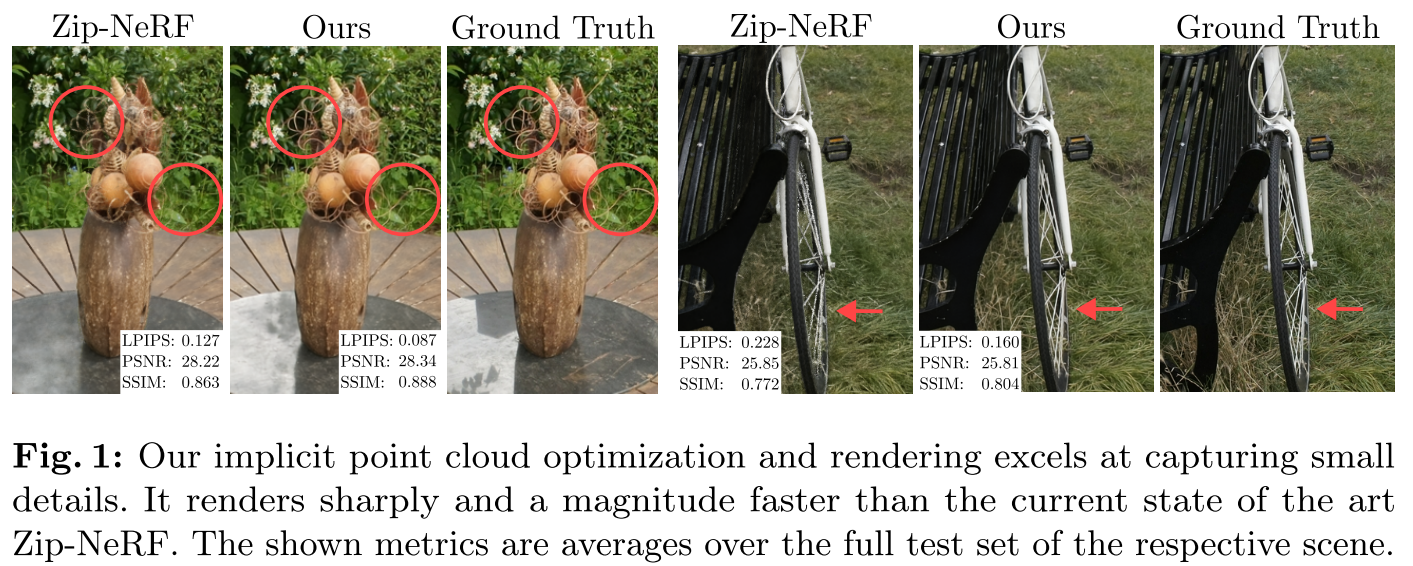 Zip-NeRF Ours Ground Truth Zip-NeRF Ours Ground Truth
LPIPS: 0.127
PSNR: 28.22
SSIM: 0.863
LPIPS: 0.087
PSNR: 28.34
SSIM: 0.888
LPIPS: 0.228
PSNR: 25.85
SSIM: 0.772
LPIPS: 0.160
PSNR: 25.81
SSIM: 0.804
Fig. 1: Our implicit point cloud optimization and rendering excels at capturing small
details. It renders sharply and a magnitude faster than the current state of the art
Zip-NeRF. The shown metrics are averages over the full test set of the respective scene.